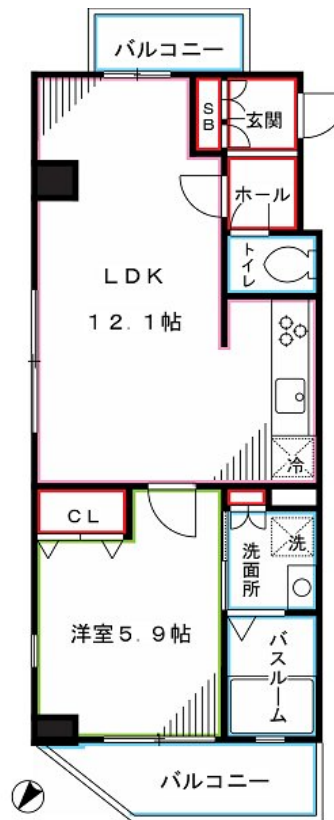 バルコニー
SB
玄関
ホール
トイレ
LDK
12.1帖
冷
CL
洗面所
洗
洋室5.9帖
バスルーム
バルコニー